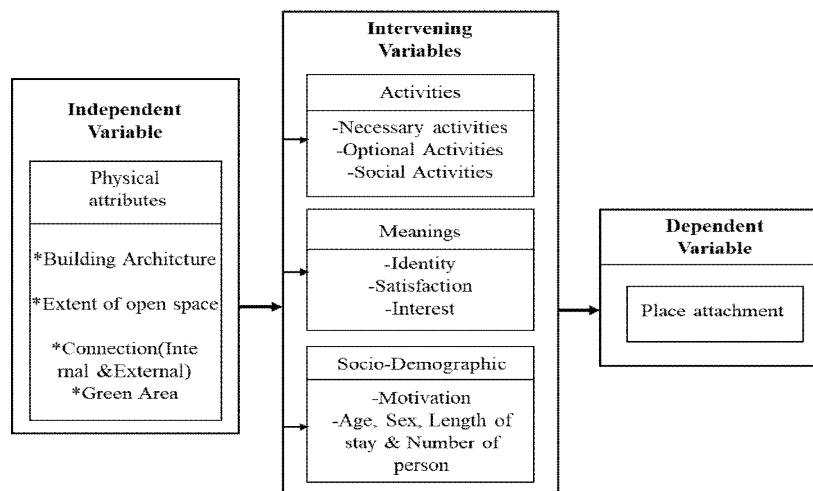 Independent
Variable
Physical
attributes
*Building Architcture
*Extent of open space
*Connection(Inte
rnal &External)
*Green Area
Intervening
Variables
Activities
-Necessary activities
-Optional Activities
-Social Activities
Meanings
-Identity
-Satisfaction
-Interest
Socio-Demographic
-Motivation
-Age, Sex, Length of
stay & Number of
person
Dependent
Variable
Place attachment